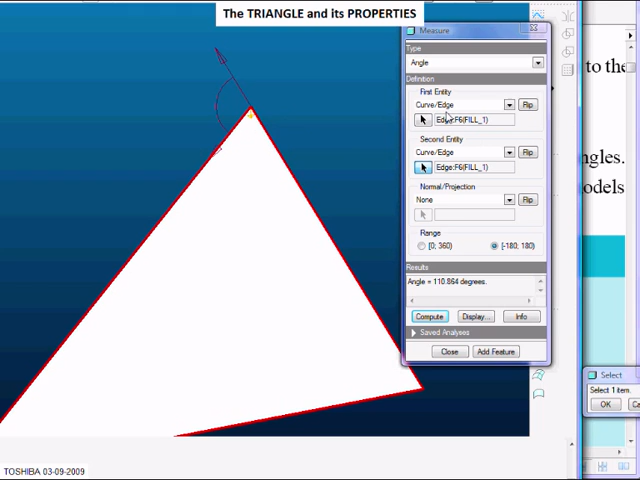 The TRIANGLE and its PROPERTIES
Measure
to the
Type
Angle
Definition
First Entity
Curve/Edge
Flip
Edge:F6(FILL_1)
Second Entity
Curve/Edge
Flip
Edge:F6(FILL_1)
ngles.
odels
Normal/Projection
None
Flip
Range
[0; 360)
[-180; 180)
Results
Angle = 110.864 degrees.
Compute
Display...
Info
Saved Analyses
Close
Add Feature
Select
Select 1 item.
OK
Ca
TOSHIBA 03-09-2009